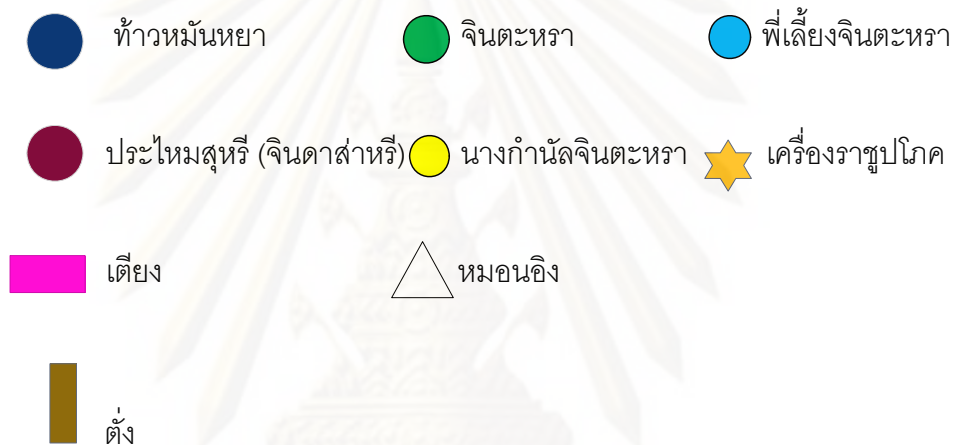 ท้าวหมันหยา จินตะหรา พี่เลี้ยงจินตะหรา
ประไหมสุหรี (จินดาส่าหรี) นางกำนัลจินตะหรา เครื่องราชูปโภค
เตียง หมอนอิง
ตั่ง